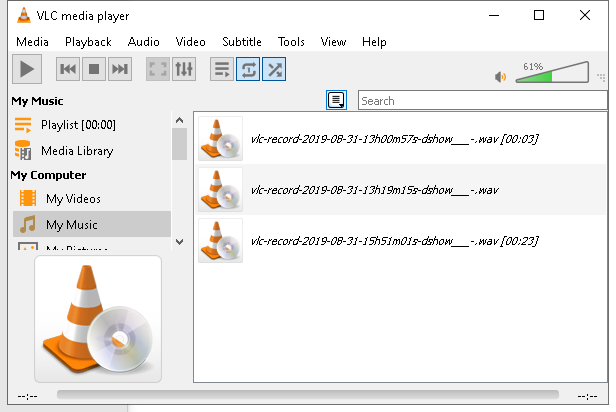 VLC media player
Media Playback Audio Video Subtitle Tools View Help
61%
My Music
Search
Playlist [00:00]
Media Library
My Computer
My Videos
My Music
My Pictures
vlc-record-2019-08-31-13h00m57s-dshow___-.wav [00:03]
vlc-record-2019-08-31-13h19m15s-dshow___-.wav
vlc-record-2019-08-31-15h51m01s-dshow___-.wav [00:23]
--:-- --:--